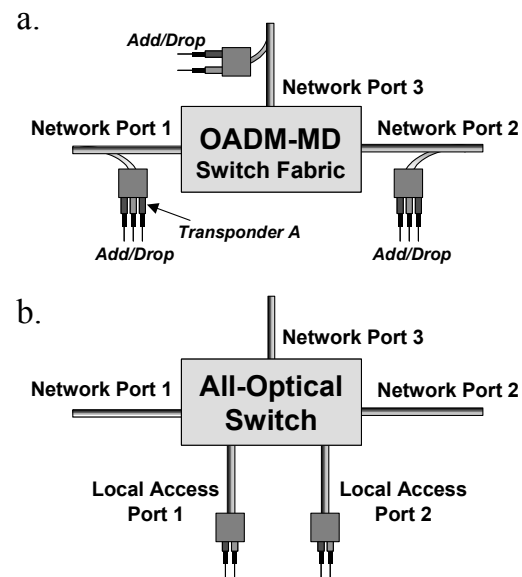 a.
Add/Drop
Network Port 3
Network Port 1
Network Port 2
OADM-MD
Switch Fabric
Transponder A
Add/Drop
Add/Drop
b.
Network Port 3
Network Port 1
Network Port 2
All-Optical
Switch
Local Access
Port 1
Local Access
Port 2